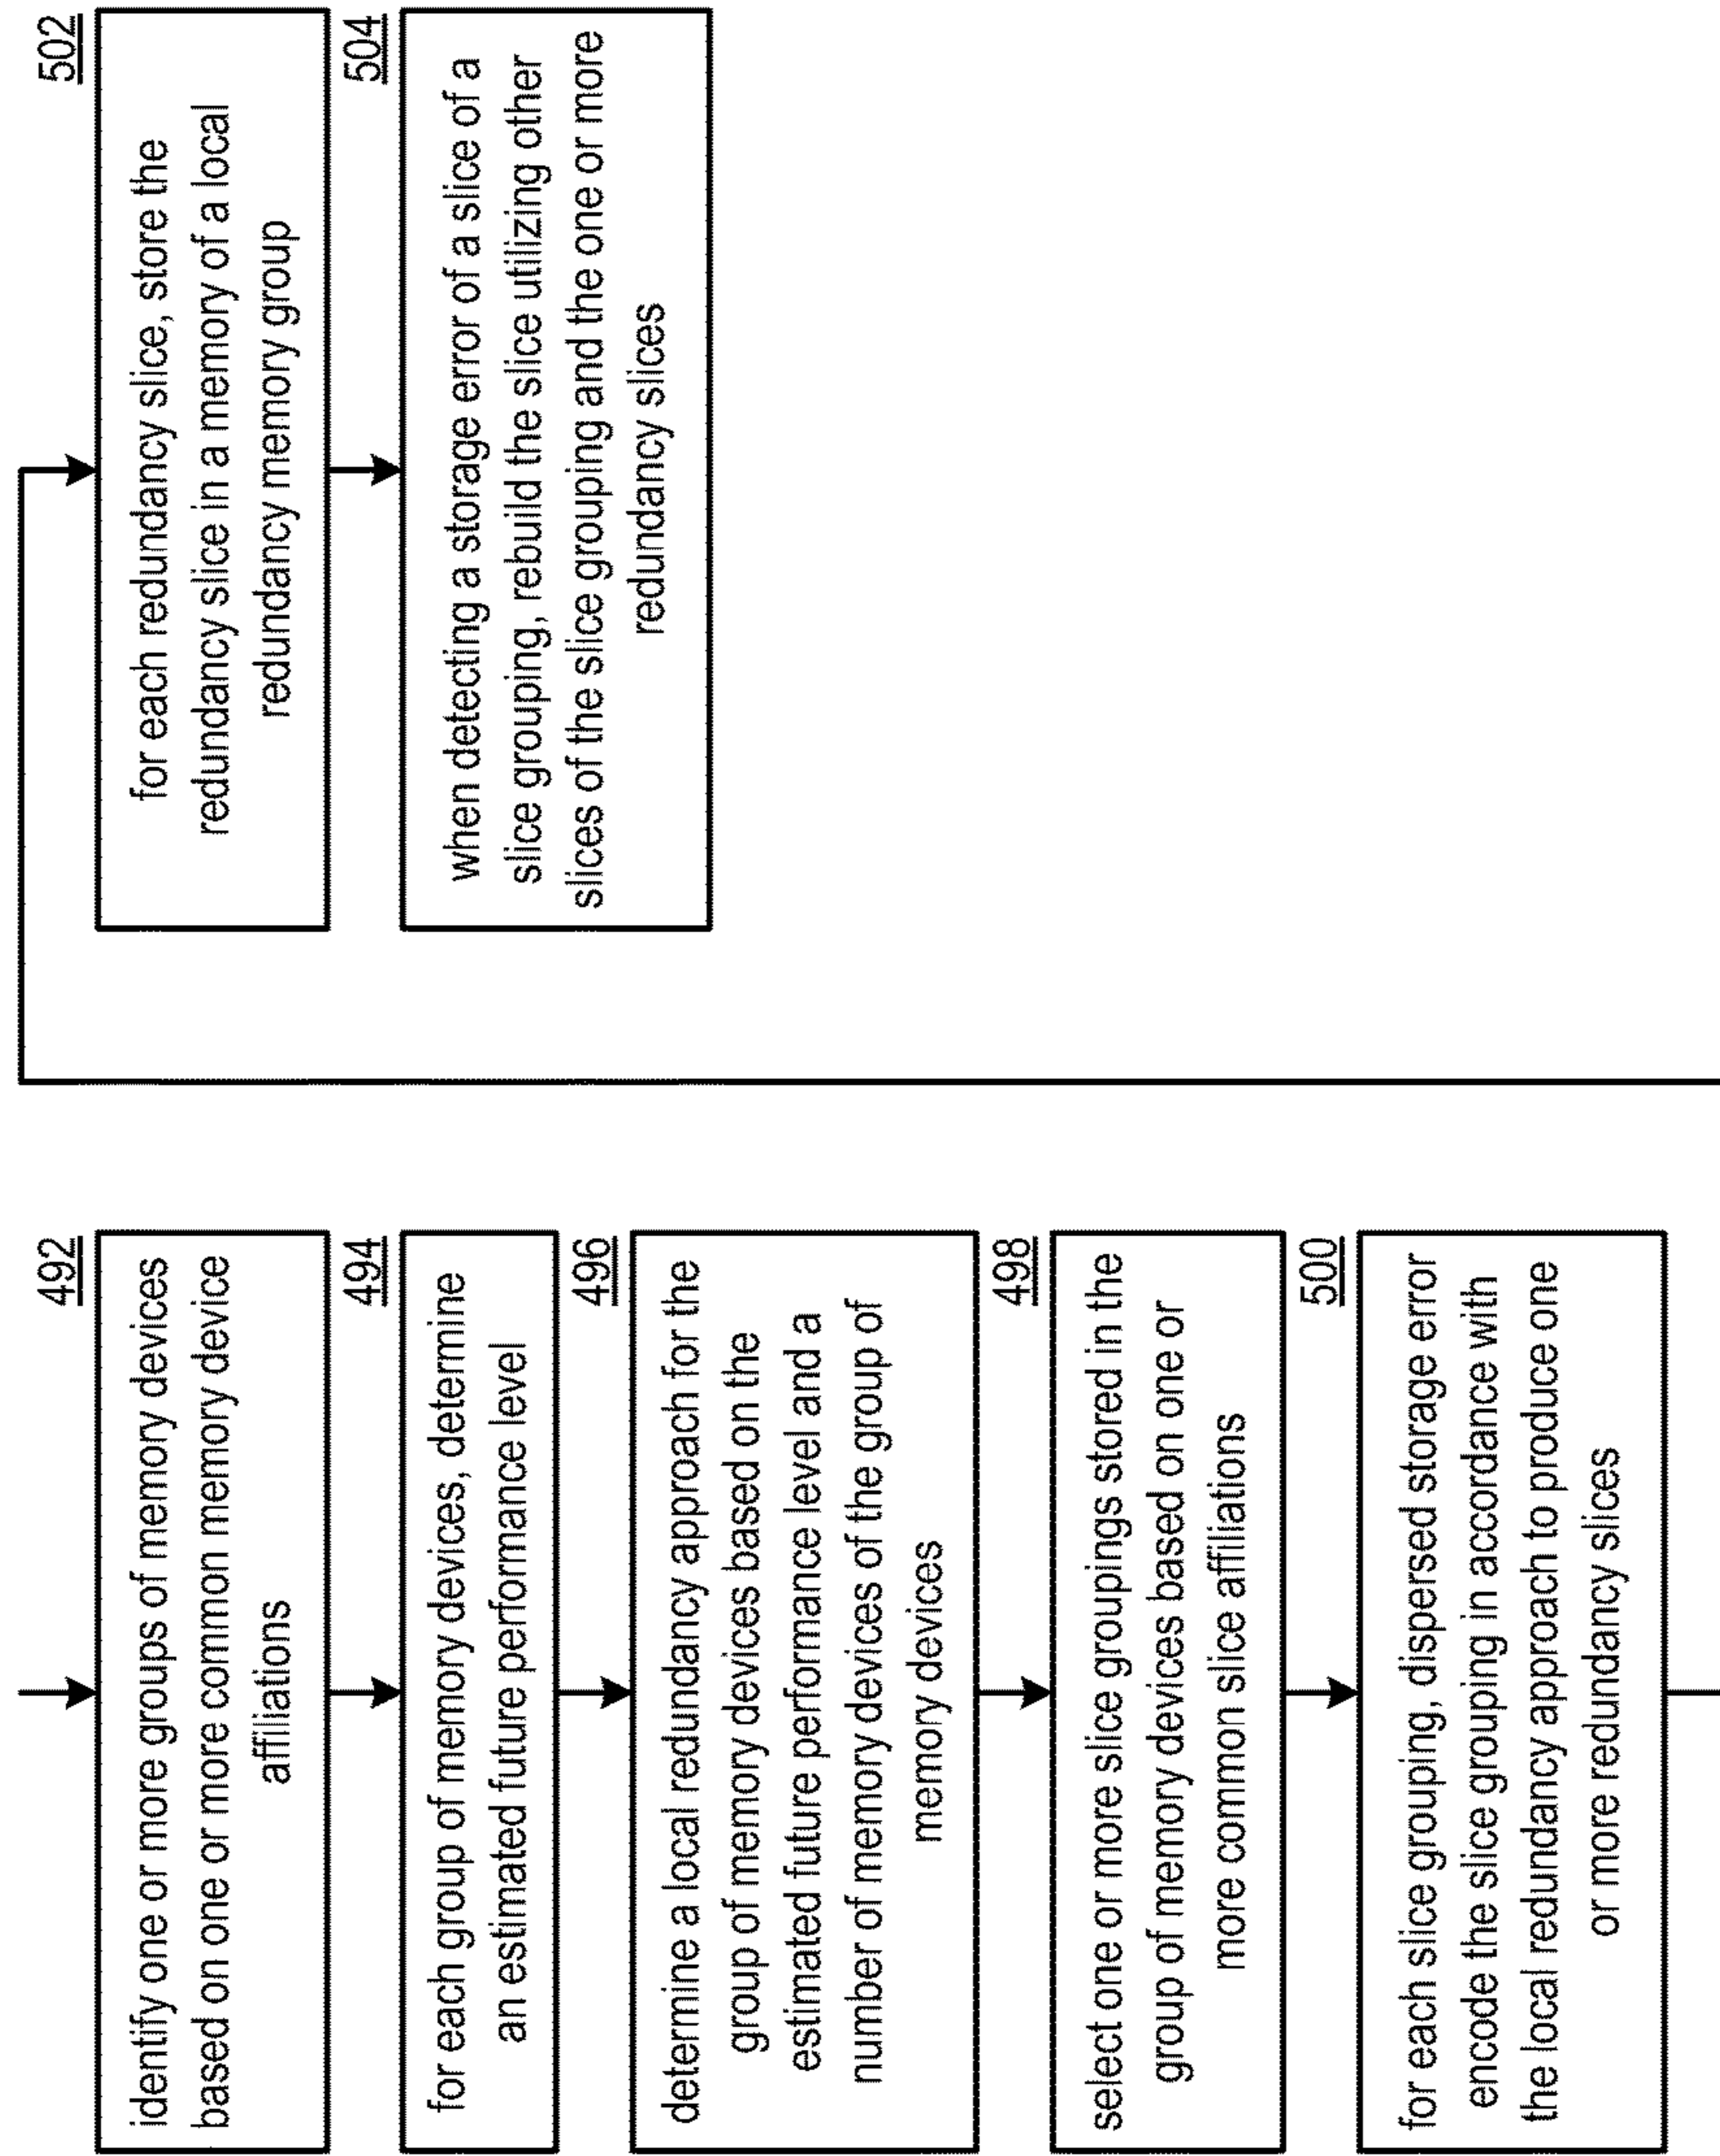 492
identify one or more groups of memory devices
based on one or more common memory device
affiliations
494
for each group of memory devices, determine
an estimated future performance level
496
determine a local redundancy approach for the
group of memory devices based on the
estimated future performance level and a
number of memory devices of the group of
memory devices
498
select one or more slice groupings stored in the
group of memory devices based on one or
more common slice affiliations
500
for each slice grouping, dispersed storage error
encode the slice grouping in accordance with
the local redundancy approach to produce one
or more redundancy slices
502
for each redundancy slice, store the
redundancy slice in a memory of a local
redundancy memory group
504
when detecting a storage error of a slice of a
slice grouping, rebuild the slice utilizing other
slices of the slice grouping and the one or more
redundancy slices